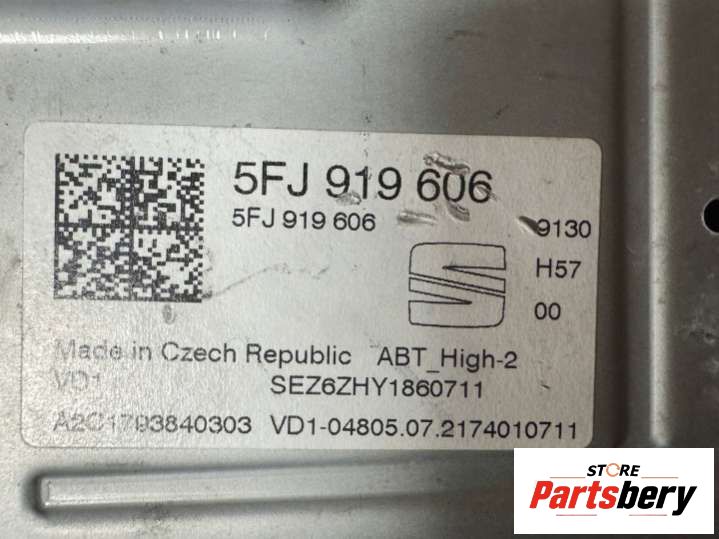 5FJ 919 606
5FJ 919 606
9130
H57
00
Made in Czech Republic ABT_High-2
VD1 SEZ6ZHY1860711
A2C1793840303 VD1-04805.07.2174010711
STORE
Partsbery